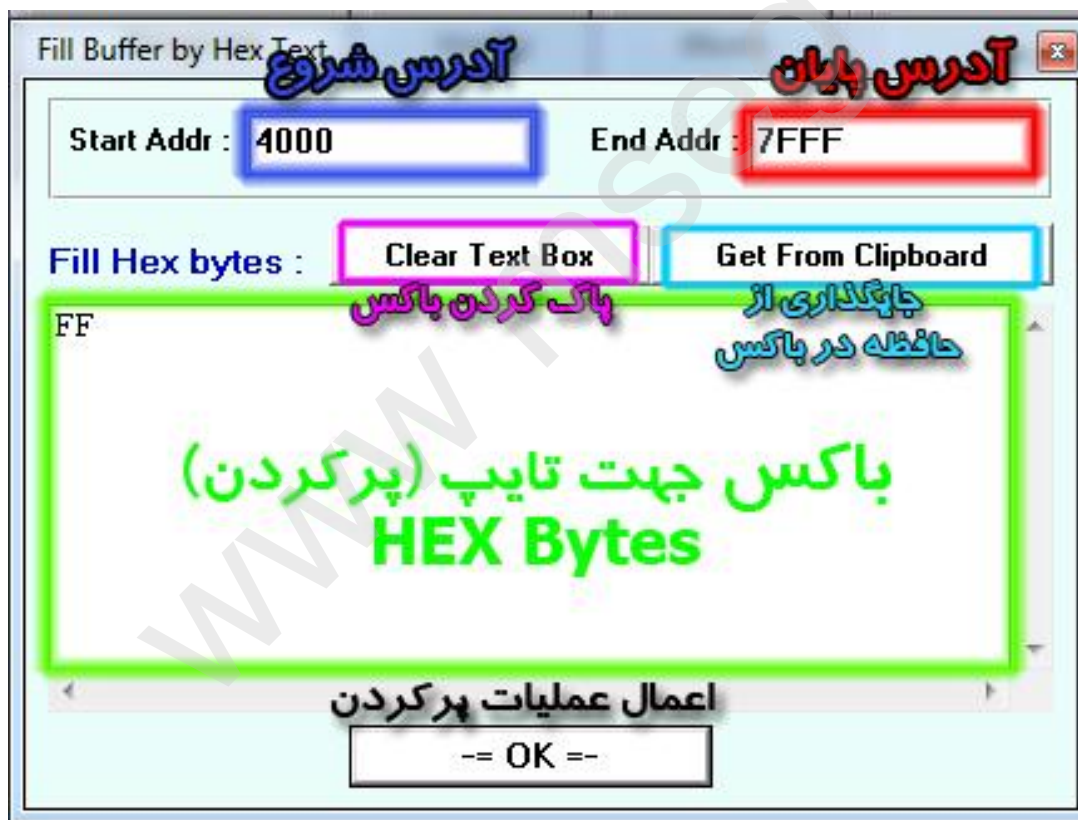 Fill Buffer by Hex Text
آدرس شروع
آدرس پایان
Start Addr : 4000
End Addr : 7FFF
Fill Hex bytes :
Clear Text Box
Get From Clipboard
پاک کردن باکس
جایگذاری از
حافظه در باکس
FF
باکس جهت تایپ (پرکردن)
HEX Bytes
اعمال عملیات پرکردن
-= OK =-